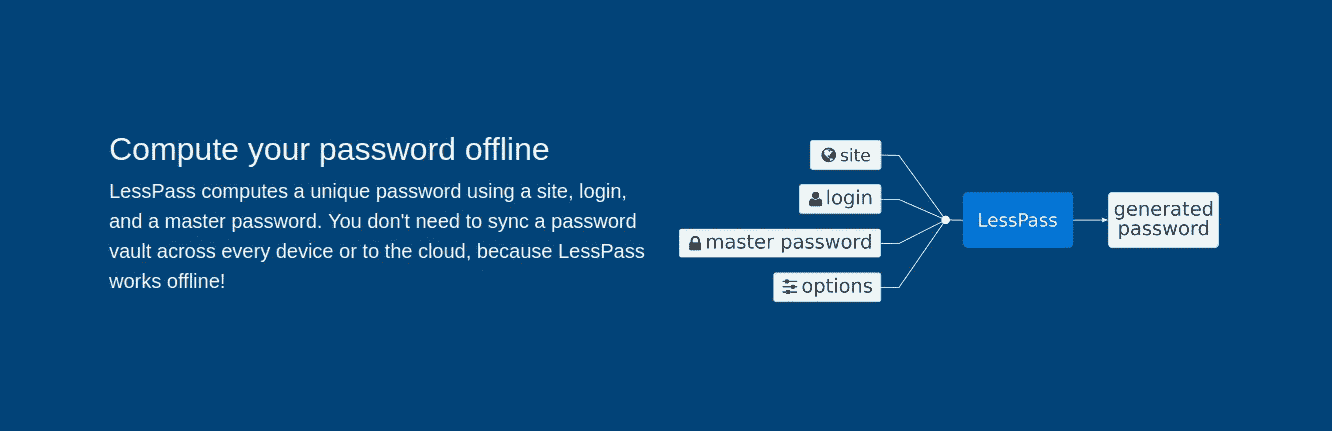 Compute your password offline
LessPass computes a unique password using a site, login,
and a master password. You don't need to sync a password
vault across every device or to the cloud, because LessPass
works offline!
site
login
master password
options
LessPass
generated
password